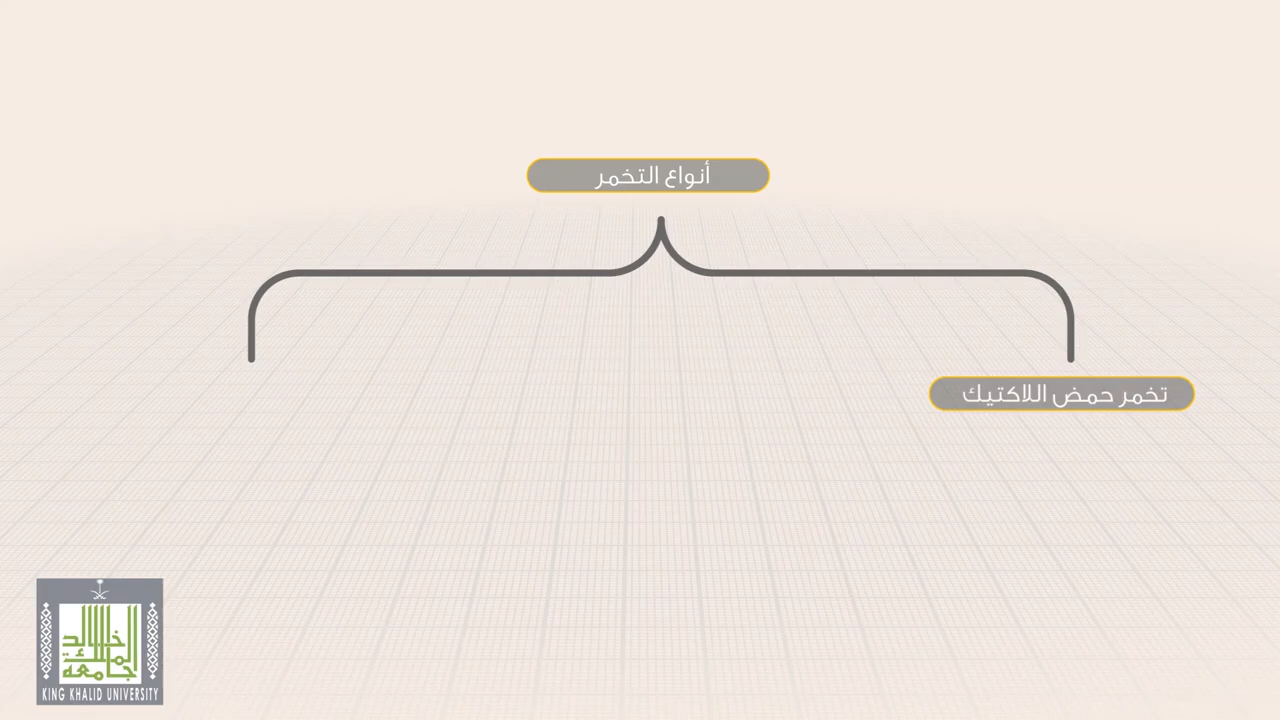 أنواع التخمر
تخمر حمض اللاكتيك
جامعة الملك خالد
KING KHALID UNIVERSITY